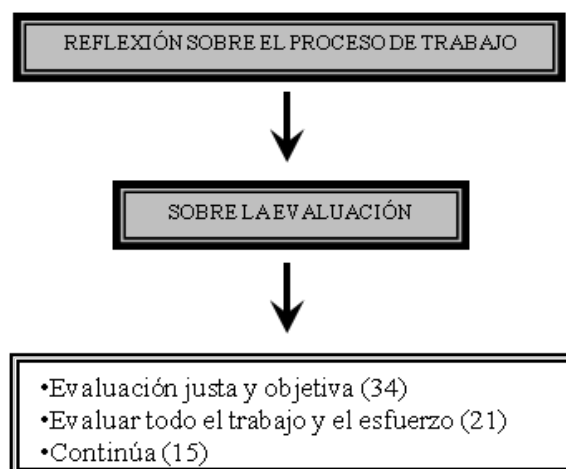 REFLEXIÓN SOBRE EL PROCESO DE TRABAJO
SOBRE LA EVALUACIÓN
•Evaluación justa y objetiva (34)
•Evaluar todo el trabajo y el esfuerzo (21)
•Continúa (15)